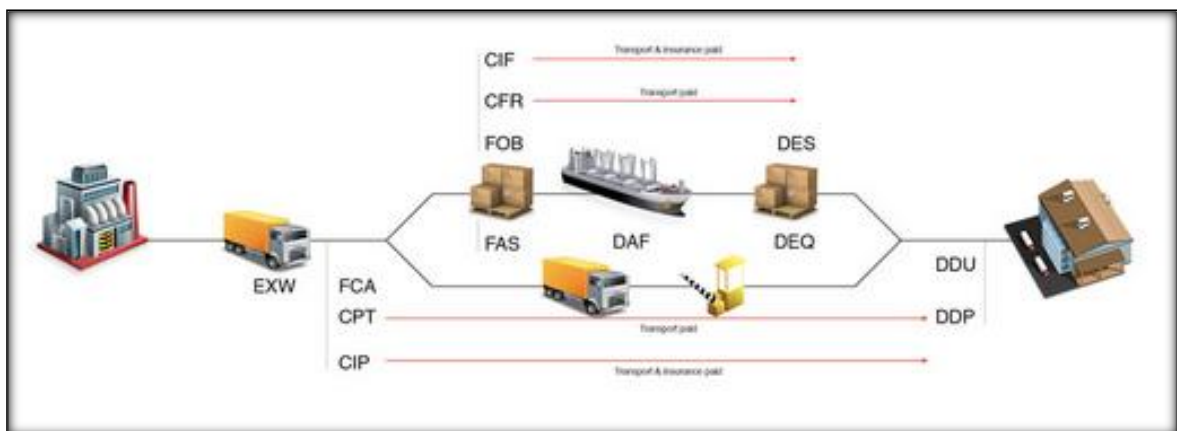 CIF
Transport & insurance paid
CFR
Transport paid
FOB
DES
FAS
DAF
DEQ
EXW
FCA
DDU
CPT
Transport paid
DDP
CIP
Transport & insurance paid